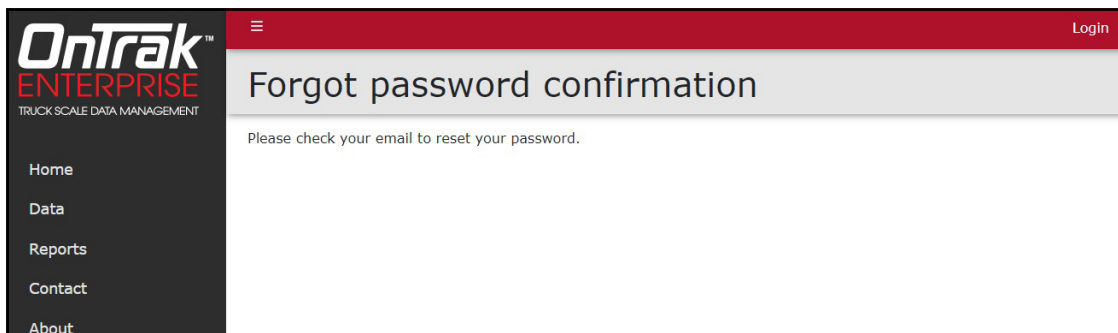 OnTrak™
ENTERPRISE
TRUCK SCALE DATA MANAGEMENT
Home
Data
Reports
Contact
About
Login
Forgot password confirmation
Please check your email to reset your password.